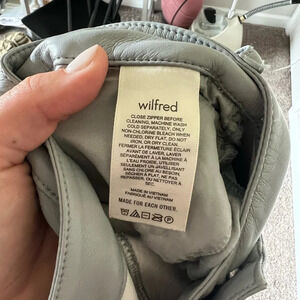 wilfred
CLOSE ZIPPER BEFORE
CLEANING, MACHINE WASH
COLD SEPARATELY, ONLY
NON-CHLORINE BLEACH WHEN
NEEDED, DRY FLAT, DO NOT
IRON, OR DRY CLEAN.
FERMER LA FERMETURE ÉCLAIR
AVANT DE LAVER, LAVER
SÉPARÉMENT À LA MACHINE À
L'EAU FROIDE, UTILISER
SEULEMENT UN JAVELLISANT
SANS CHLORE AU BESOIN,
SÉCHER À PLAT, NE PAS
REPASSER NI NETTOYER À
SEC.
MADE IN VIETNAM
FABRIQUÉ AU VIETNAM
MADE FOR EACH OTHER.